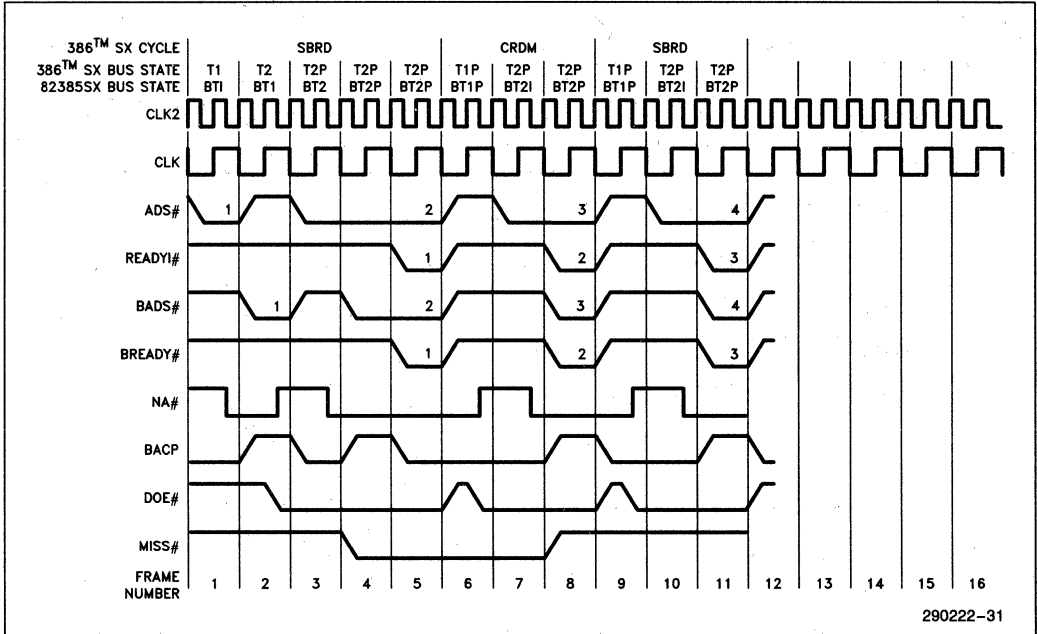 386™ SX CYCLE SBRD CRDM SBRD
386™ SX BUS STATE T1 T2 T2P T2P T2P T1P T2P T2P T1P T2P T2P
82385SX BUS STATE BTI BT1 BT2 BT2P BT2P BT1P BT2I BT2P BT1P BT2I BT2P
CLK2
CLK
ADS# 1 2 3 4
READYI# 1 2 3
BADS# 1 2 3 4
BREADY# 1 2 3
NA#
BACP
DOE#
MISS#
FRAME
NUMBER 1 2 3 4 5 6 7 8 9 10 11 12 13 14 15 16
290222-31